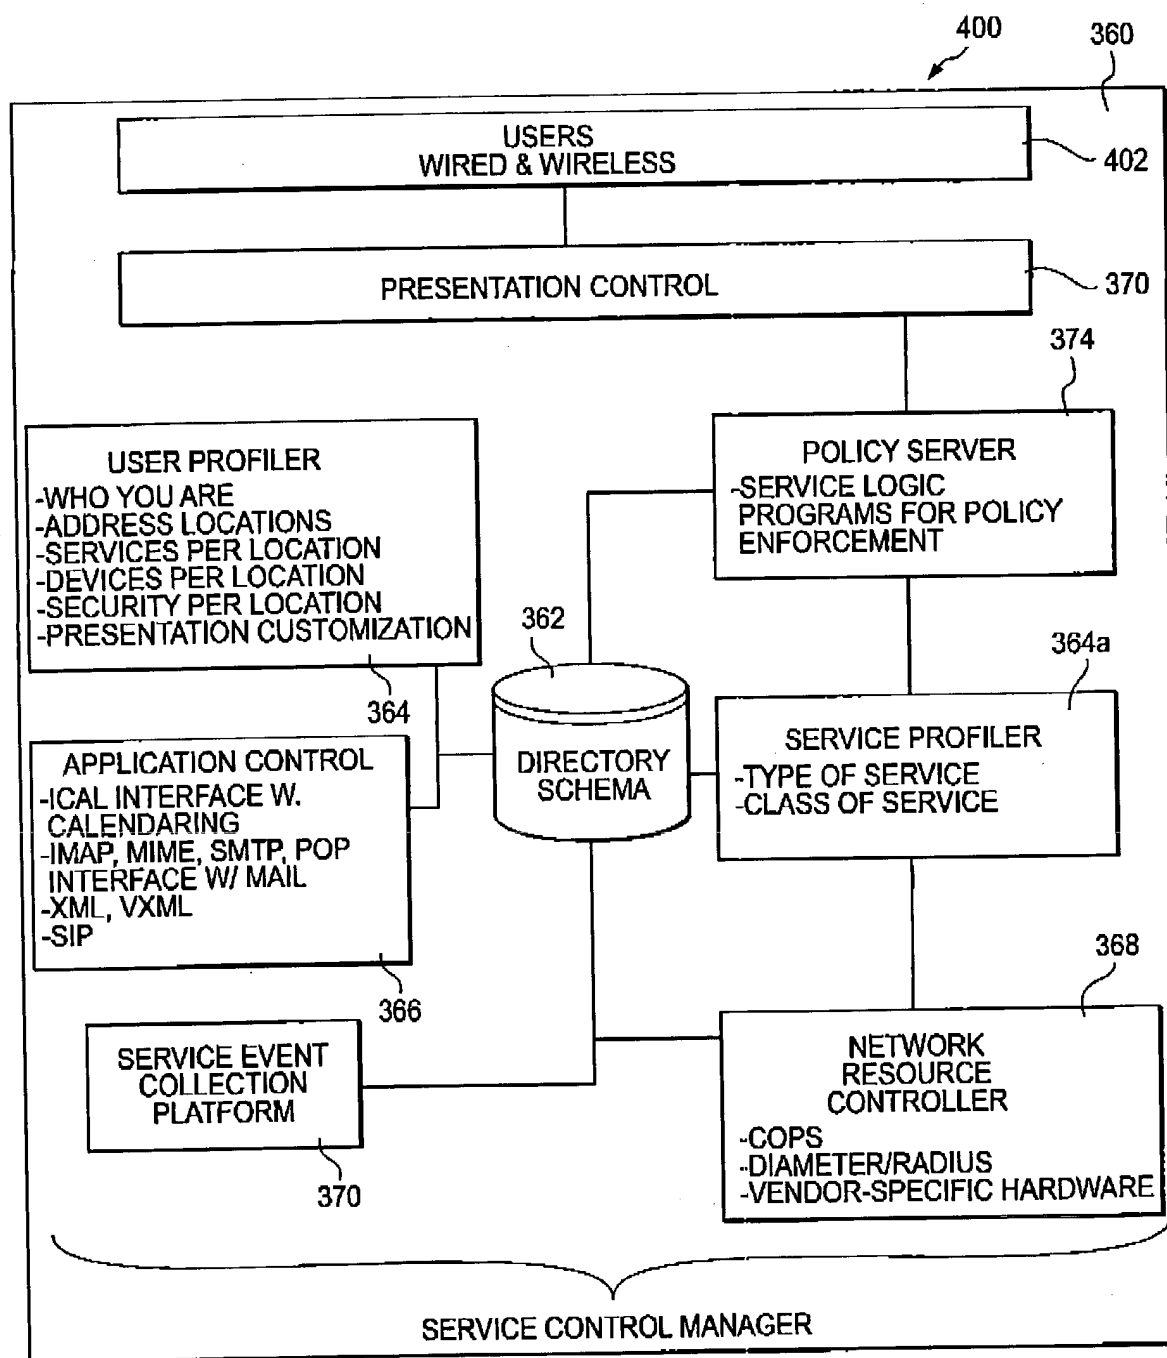 400
360
USERS
WIRED & WIRELESS
402
PRESENTATION CONTROL
370
374
USER PROFILER
-WHO YOU ARE
-ADDRESS LOCATIONS
-SERVICES PER LOCATION
-DEVICES PER LOCATION
-SECURITY PER LOCATION
-PRESENTATION CUSTOMIZATION
364
POLICY SERVER
-SERVICE LOGIC
PROGRAMS FOR POLICY
ENFORCEMENT
362
DIRECTORY
SCHEMA
364a
SERVICE PROFILER
-TYPE OF SERVICE
-CLASS OF SERVICE
APPLICATION CONTROL
-ICAL INTERFACE W.
CALENDARING
-IMAP, MIME, SMTP, POP
INTERFACE W/ MAIL
-XML, VXML
-SIP
366
368
SERVICE EVENT
COLLECTION
PLATFORM
370
NETWORK
RESOURCE
CONTROLLER
-COPS
-DIAMETER/RADIUS
-VENDOR-SPECIFIC HARDWARE
SERVICE CONTROL MANAGER